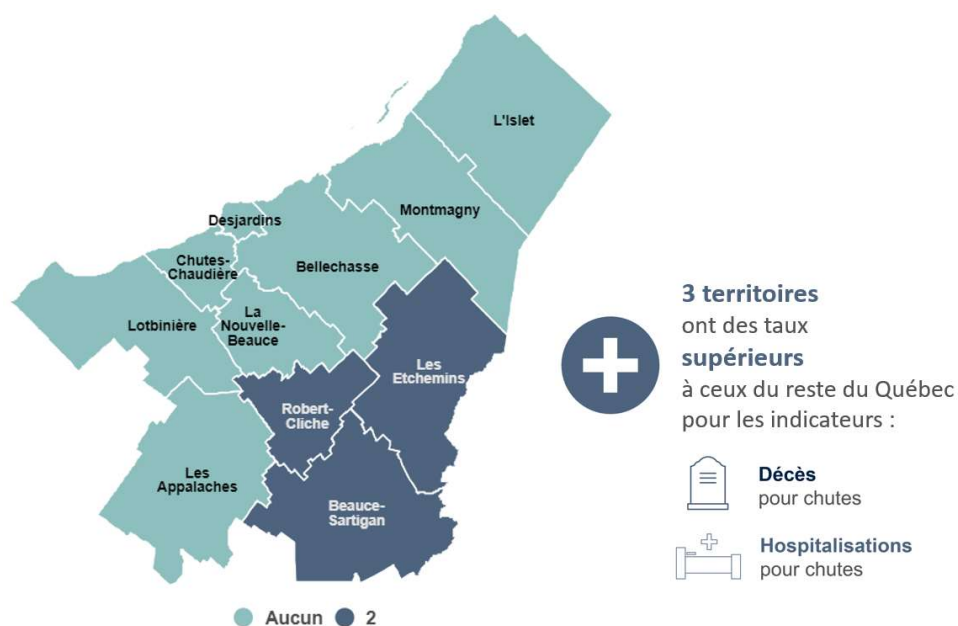 L'Islet
Montmagny
Desjardins
Chutes-
Chaudière
Bellechasse
Lotbinière
La
Nouvelle-
Beauce
Les
Etchemins
Robert-
Cliche
Les
Appalaches
Beauce-
Sartigan
Aucun 2
3 territoires
ont des taux
supérieurs
à ceux du reste du Québec
pour les indicateurs :
Décès
pour chutes
Hospitalisations
pour chutes